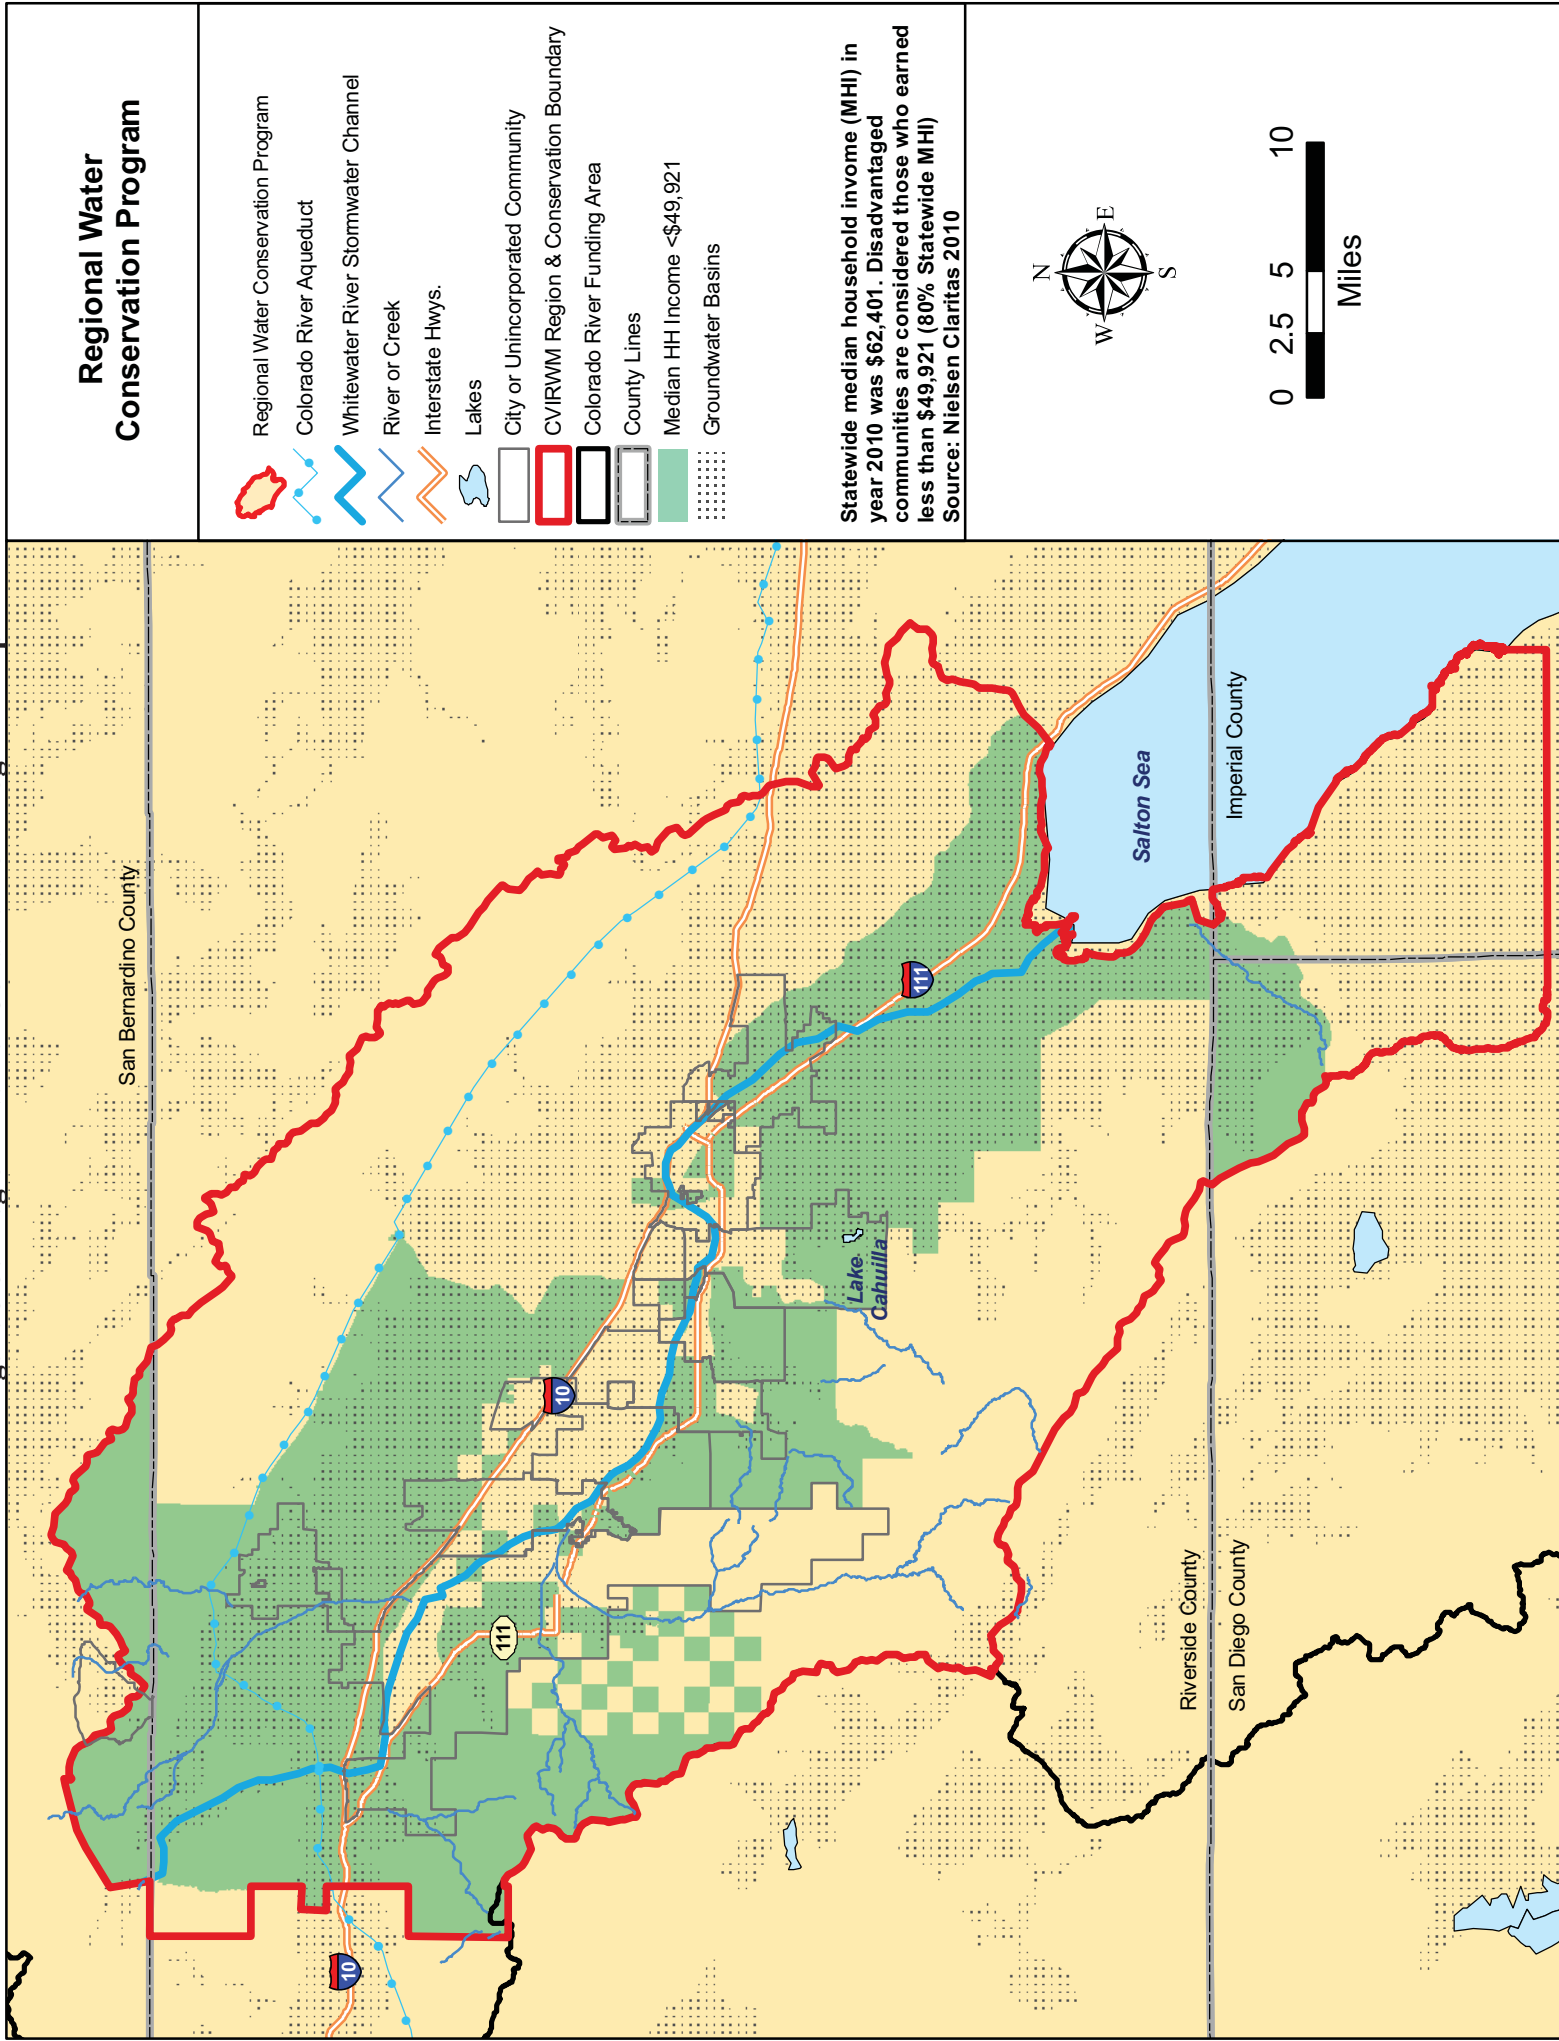 Regional Water
Conservation Program
Regional Water Conservation Program
Colorado River Aqueduct
Whitewater River Stormwater Channel
River or Creek
Interstate Hwys.
Lakes
City or Unincorporated Community
CVIRWM Region & Conservation Boundary
Colorado River Funding Area
County Lines
Median HH Income <$49,921
Groundwater Basins
Statewide median household invome (MHI) in
year 2010 was $62,401. Disadvantaged
communities are considered those who earned
less than $49,921 (80% Statewide MHI)
Source: Nielsen Claritas 2010
N
W
E
S
0 2.5 5 10
Miles
San Bernardino County
10
111
10
111
Lake
Cahuilla
Salton Sea
Imperial County
Riverside County
San Diego County